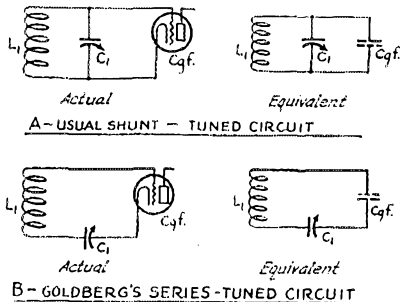 L₁ C₁ Cgf. L₁ C₁ Cgf.
Actual Equivalent
A-USUAL SHUNT - TUNED CIRCUIT
L₁ C₁ Cgf. L₁ C₁ Cgf.
Actual Equivalent
B-GOLDBERG'S SERIES-TUNED CIRCUIT